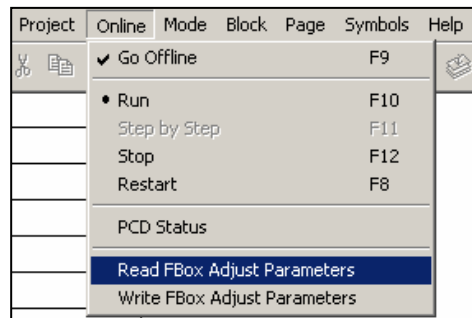 Project Online Mode Block Page Symbols Help
Go Offline F9
Run F10
Step by Step F11
Stop F12
Restart F8
PCD Status
Read FBox Adjust Parameters
Write FBox Adjust Parameters